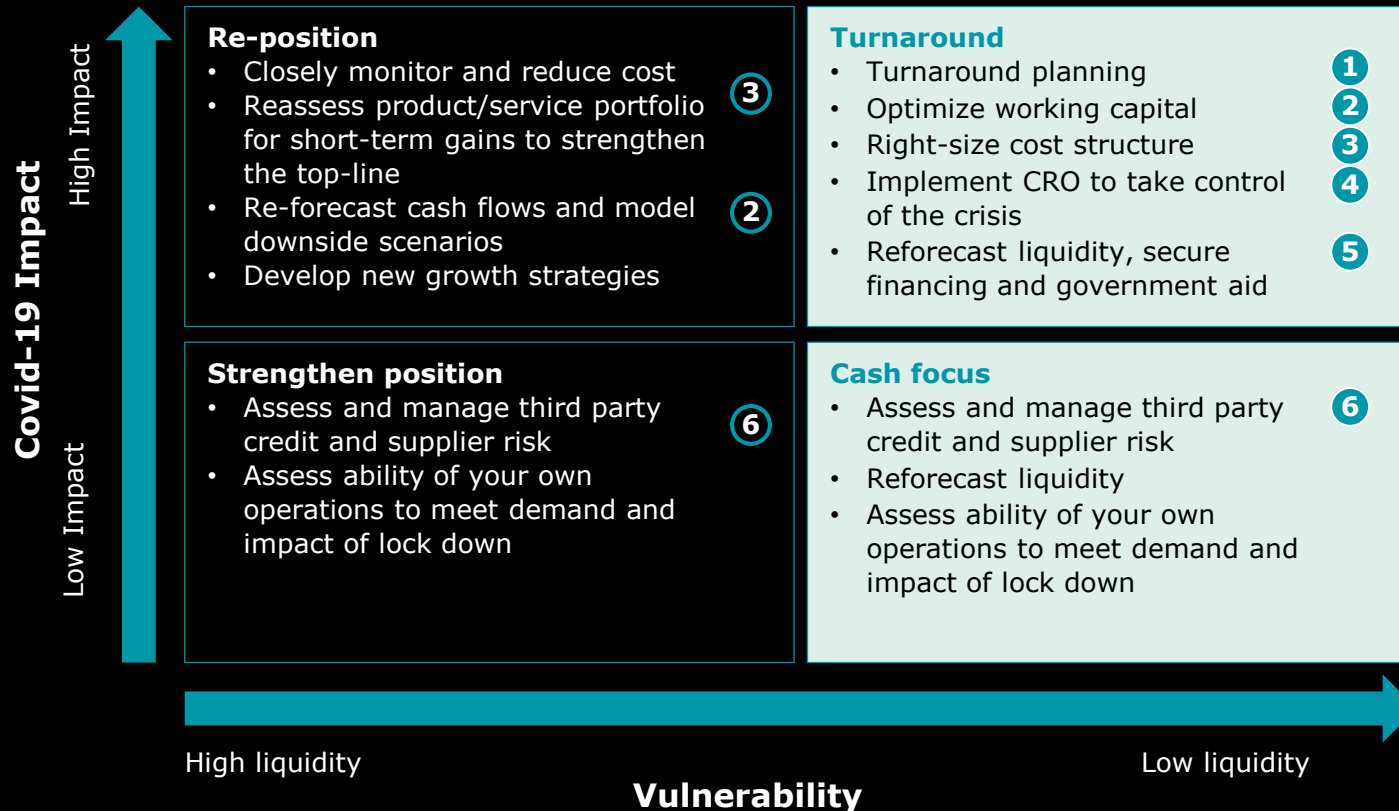 Covid-19 Impact
High Impact
Low Impact
Re-position
• Closely monitor and reduce cost
3
• Reassess product/service portfolio
for short-term gains to strengthen
the top-line
• Re-forecast cash flows and model
2
downside scenarios
• Develop new growth strategies
Turnaround
• Turnaround planning
1
• Optimize working capital
2
• Right-size cost structure
3
• Implement CRO to take control
4
of the crisis
• Reforecast liquidity, secure
5
financing and government aid
Strengthen position
• Assess and manage third party
6
credit and supplier risk
• Assess ability of your own
operations to meet demand and
impact of lock down
Cash focus
• Assess and manage third party
6
credit and supplier risk
• Reforecast liquidity
• Assess ability of your own
operations to meet demand and
impact of lock down
High liquidity
Low liquidity
Vulnerability